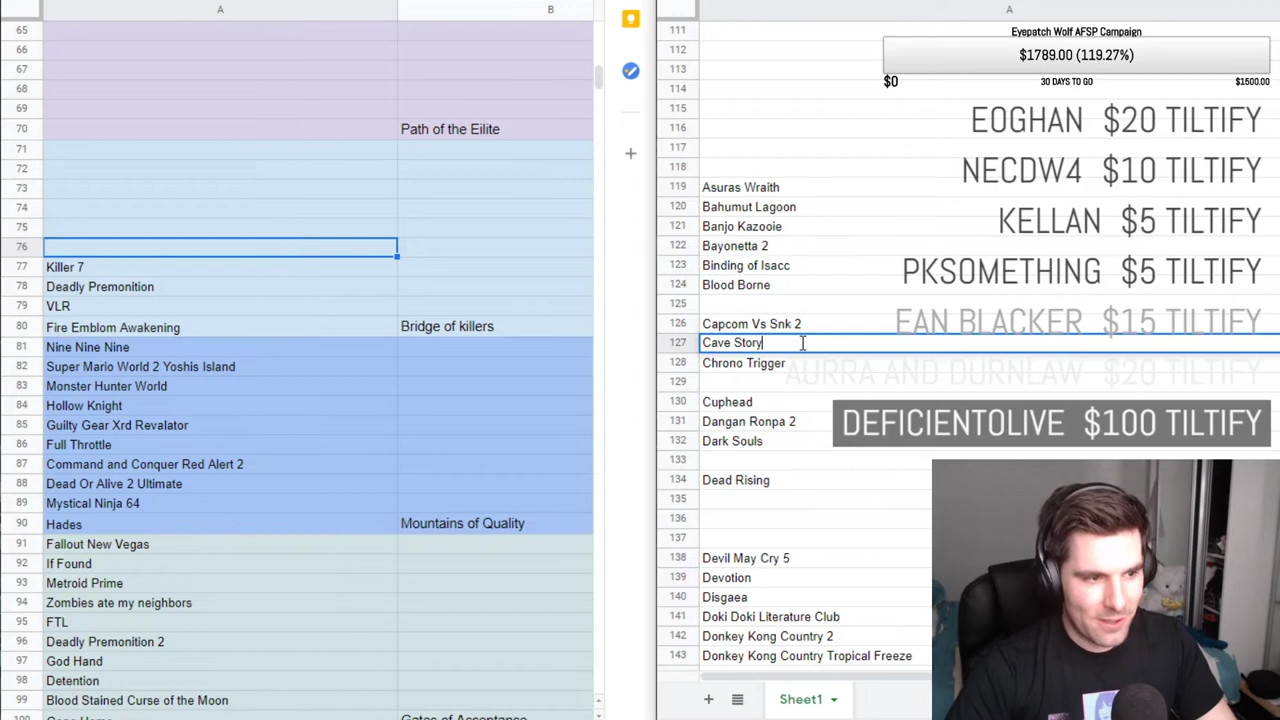 A
B
65
66
67
68
69
70 Path of the Eilite
71
72
73
74
75
76
77 Killer 7
78 Deadly Premonition
79 VLR
80 Fire Emblom Awakening Bridge of killers
81 Nine Nine Nine
82 Super Mario World 2 Yoshis Island
83 Monster Hunter World
84 Hollow Knight
85 Guilty Gear Xrd Revalator
86 Full Throttle
87 Command and Conquer Red Alert 2
88 Dead Or Alive 2 Ultimate
89 Mystical Ninja 64
90 Hades Mountains of Quality
91 Fallout New Vegas
92 If Found
93 Metroid Prime
94 Zombies ate my neighbors
95 FTL
96 Deadly Premonition 2
97 God Hand
98 Detention
99 Blood Stained Curse of the Moon
100 Gone Home Gates of Acceptance
A
111
112
113
114
115
116
117
118
119 Asuras Wraith
120 Bahumut Lagoon
121 Banjo Kazooie
122 Bayonetta 2
123 Binding of Isacc
124 Blood Borne
125
126 Capcom Vs Snk 2
127 Cave Story
128 Chrono Trigger
129
130 Cuphead
131 Dangan Ronpa 2
132 Dark Souls
133
134 Dead Rising
135
136
137
138 Devil May Cry 5
139 Devotion
140 Disgaea
141 Doki Doki Literature Club
142 Donkey Kong Country 2
143 Donkey Kong Country Tropical Freeze
Sheet1
Eyepatch Wolf AFSP Campaign
$1789.00 (119.27%)
$0 30 DAYS TO GO $1500.00
EOGHAN $20 TILTIFY
NECDW4 $10 TILTIFY
KELLAN $5 TILTIFY
PKSOMETHING $5 TILTIFY
EAN BLACKER $15 TILTIFY
AURRA AND DURNLAW $20 TILTIFY
DEFICIENTOLIVE $100 TILTIFY